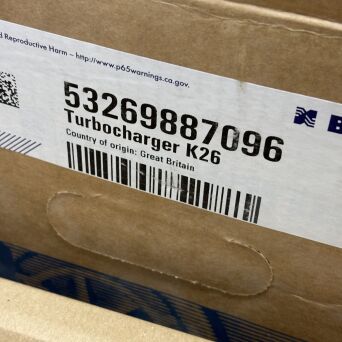 d Reproductive Harm – http://www.p65warnings.ca.gov.
53269887096
B
Turbocharger K26
Country of origin: Great Britain